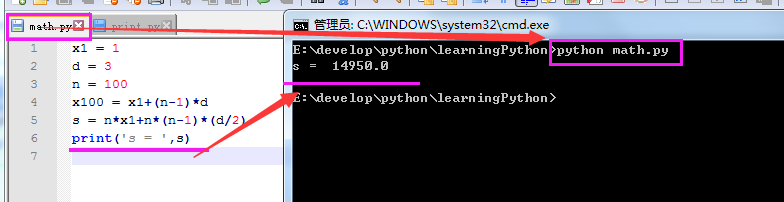 math.py
print.py
管理员: C:\WINDOWS\system32\cmd.exe
1 x1 = 1
2 d = 3
3 n = 100
4 x100 = x1+(n-1)*d
5 s = n*x1+n*(n-1)*(d/2)
6 print('s = ',s)
7
E:\develop\python\learningPython>python math.py
s =  14950.0
E:\develop\python\learningPython>